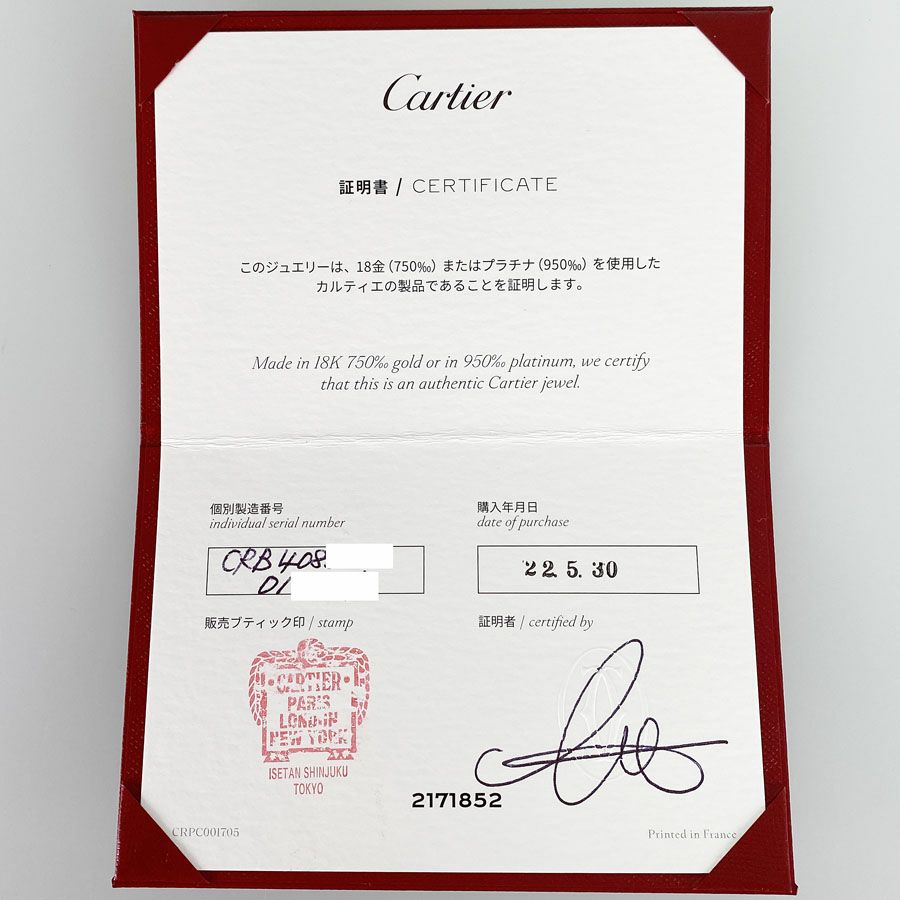 Cartier
証明書 / CERTIFICATE
このジュエリーは、18金（750‰）またはプラチナ（950‰）を使用した
カルティエの製品であることを証明します。
Made in 18K 750‰ gold or in 950‰ platinum, we certify
that this is an authentic Cartier jewel.
個別製造番号
individual serial number
CRB408
01
購入年月日
date of purchase
22.5.30
販売ブティック印 / stamp
CARTIER
PARIS
LONDON
NEW YORK
ISETAN SHINJUKU
TOKYO
証明者 / certified by
2171852
CRPC001705
Printed in France